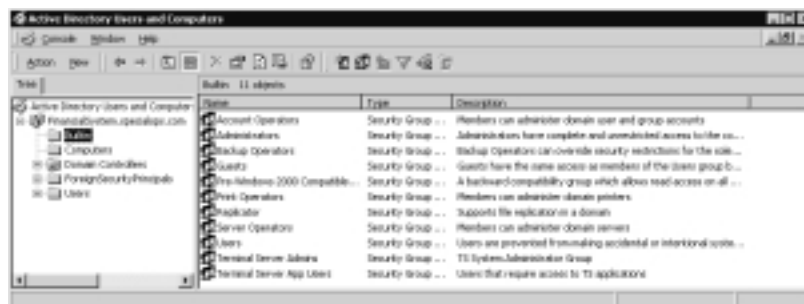 Active Directory Users and Computers
Console Window Help
Action View
Tree
Builtin 11 objects
Active Directory Users and Computer
Name Type Description
FinancialSystem.specialops.com
Builtin
Computers
Domain Controllers
ForeignSecurityPrincipals
Users
Account Operators Security Group ... Members can administer domain user and group accounts
Administrators Security Group ... Administrators have complete and unrestricted access to the co...
Backup Operators Security Group ... Backup Operators can override security restrictions for the sole...
Guests Security Group ... Guests have the same access as members of the Users group b...
Pre-Windows 2000 Compatible... Security Group ... A backward compatibility group which allows read access on all ...
Print Operators Security Group ... Members can administer domain printers
Replicator Security Group ... Supports file replication in a domain
Server Operators Security Group ... Members can administer domain servers
Users Security Group ... Users are prevented from making accidental or intentional syste...
Terminal Server Admins Security Group ... TS System Administrator Group
Terminal Server App Users Security Group ... Users that require access to TS applications